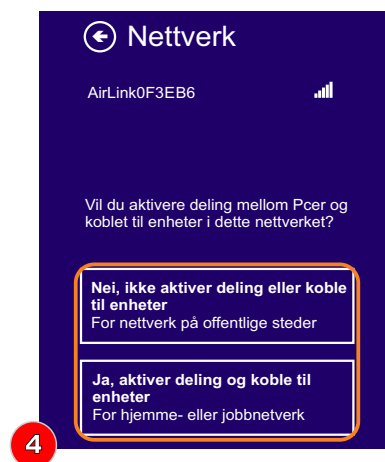 Nettverk
AirLink0F3EB6
Vil du aktivere deling mellom Pcer og
koblet til enheter i dette nettverket?
Nei, ikke aktiver deling eller koble
til enheter
For nettverk på offentlige steder
Ja, aktiver deling og koble til
enheter
For hjemme- eller jobbnetverk
4